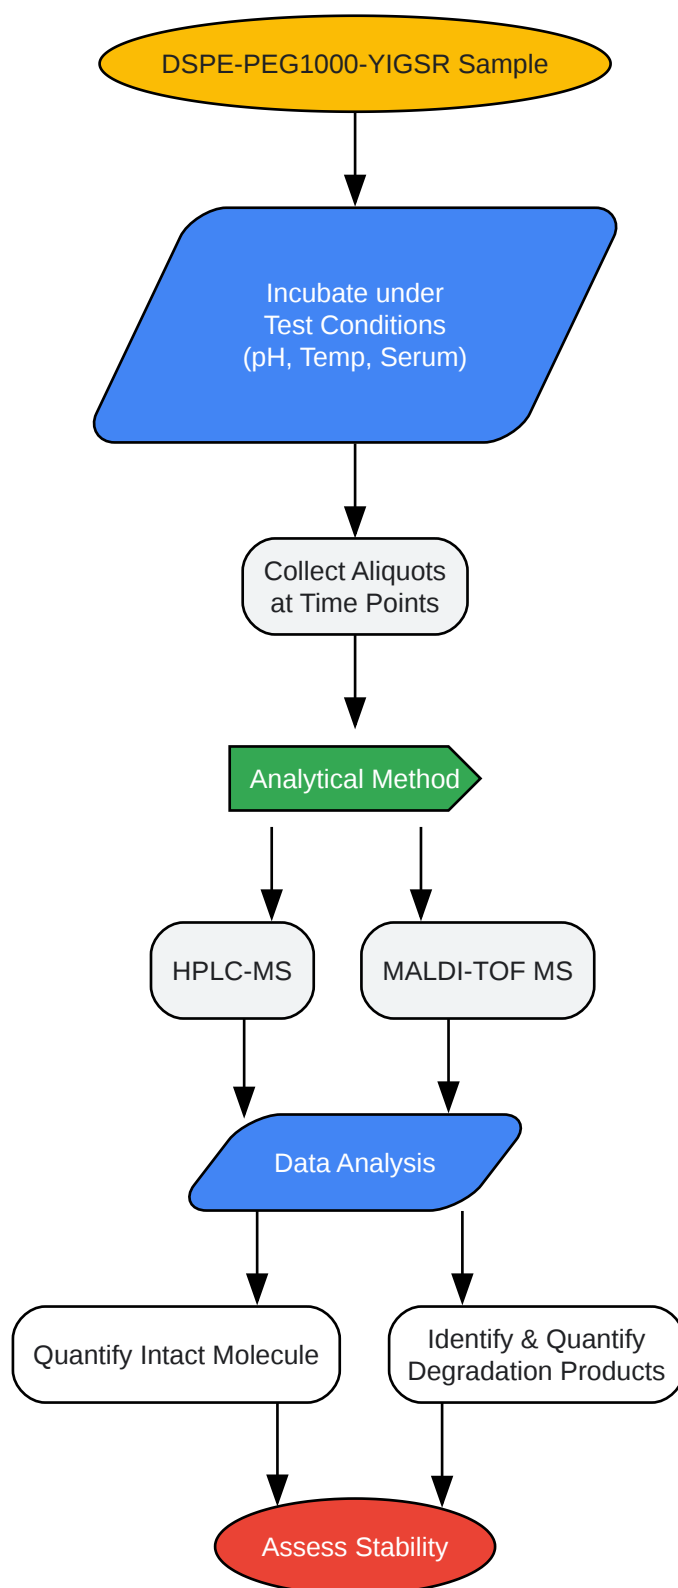 DSPE-PEG1000-YIGSR Sample
Incubate under
Test Conditions
(pH, Temp, Serum)
Collect Aliquots
at Time Points
Analytical Method
HPLC-MS
MALDI-TOF MS
Data Analysis
Quantify Intact Molecule
Identify & Quantify
Degradation Products
Assess Stability